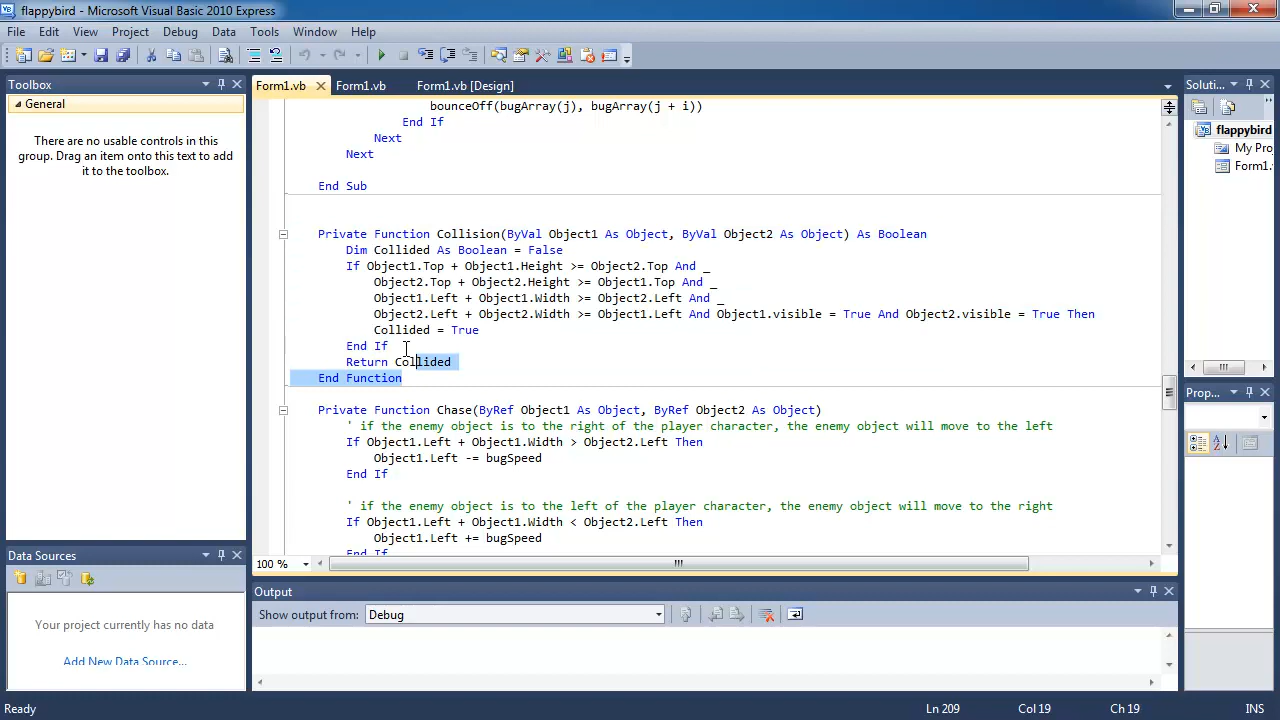 flappybird - Microsoft Visual Basic 2010 Express
File Edit View Project Debug Data Tools Window Help
Toolbox
General
There are no usable controls in this
group. Drag an item onto this text to add
it to the toolbox.
Form1.vb
Form1.vb
Form1.vb [Design]
bounceOff(bugArray(j), bugArray(j + i))
End If
Next
Next
End Sub
Private Function Collision(ByVal Object1 As Object, ByVal Object2 As Object) As Boolean
Dim Collided As Boolean = False
If Object1.Top + Object1.Height >= Object2.Top And _
Object2.Top + Object2.Height >= Object1.Top And _
Object1.Left + Object1.Width >= Object2.Left And _
Object2.Left + Object2.Width >= Object1.Left And Object1.visible = True And Object2.visible = True Then
Collided = True
End If
Return Collided
End Function
Private Function Chase(ByRef Object1 As Object, ByRef Object2 As Object)
' if the enemy object is to the right of the player character, the enemy object will move to the left
If Object1.Left + Object1.Width > Object2.Left Then
Object1.Left -= bugSpeed
End If
' if the enemy object is to the left of the player character, the enemy object will move to the right
If Object1.Left + Object1.Width < Object2.Left Then
Object1.Left += bugSpeed
End If
100 %
Solati...
flappybird
My Pro
Form1.
Prop...
Data Sources
Your project currently has no data
Add New Data Source...
Output
Show output from: Debug
Ready
Ln 209
Col 19
Ch 19
INS